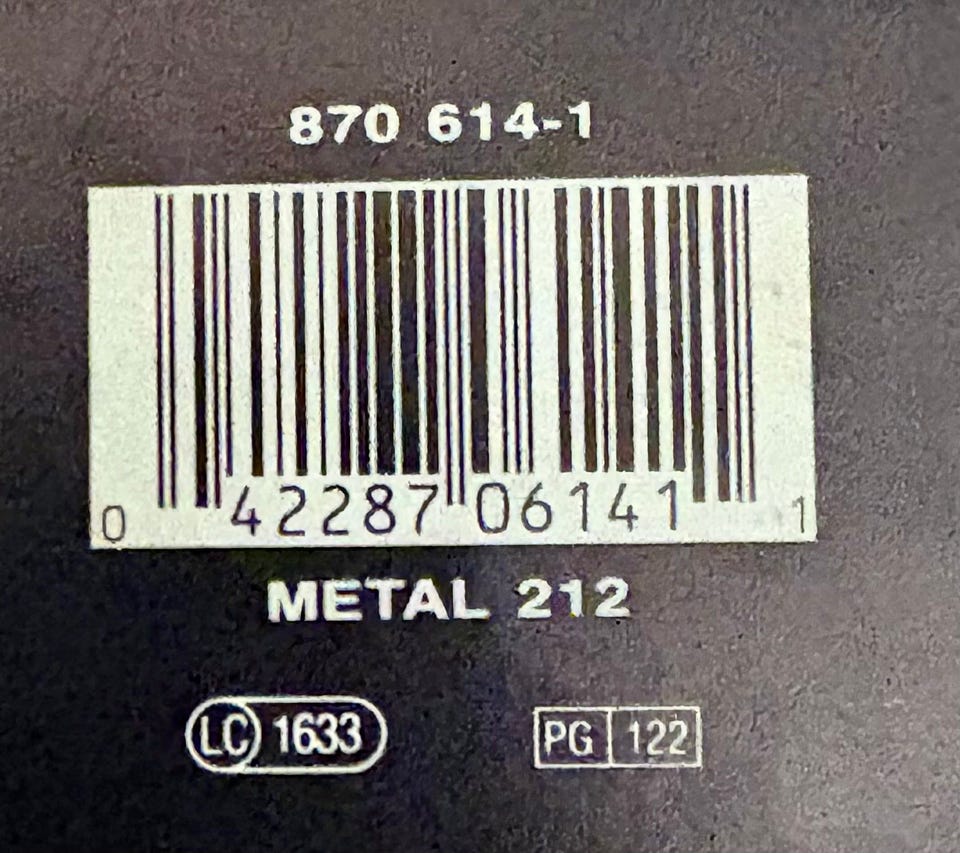 870 614-1
0 42287 06141 1
METAL 212
LC 1633 PG 122